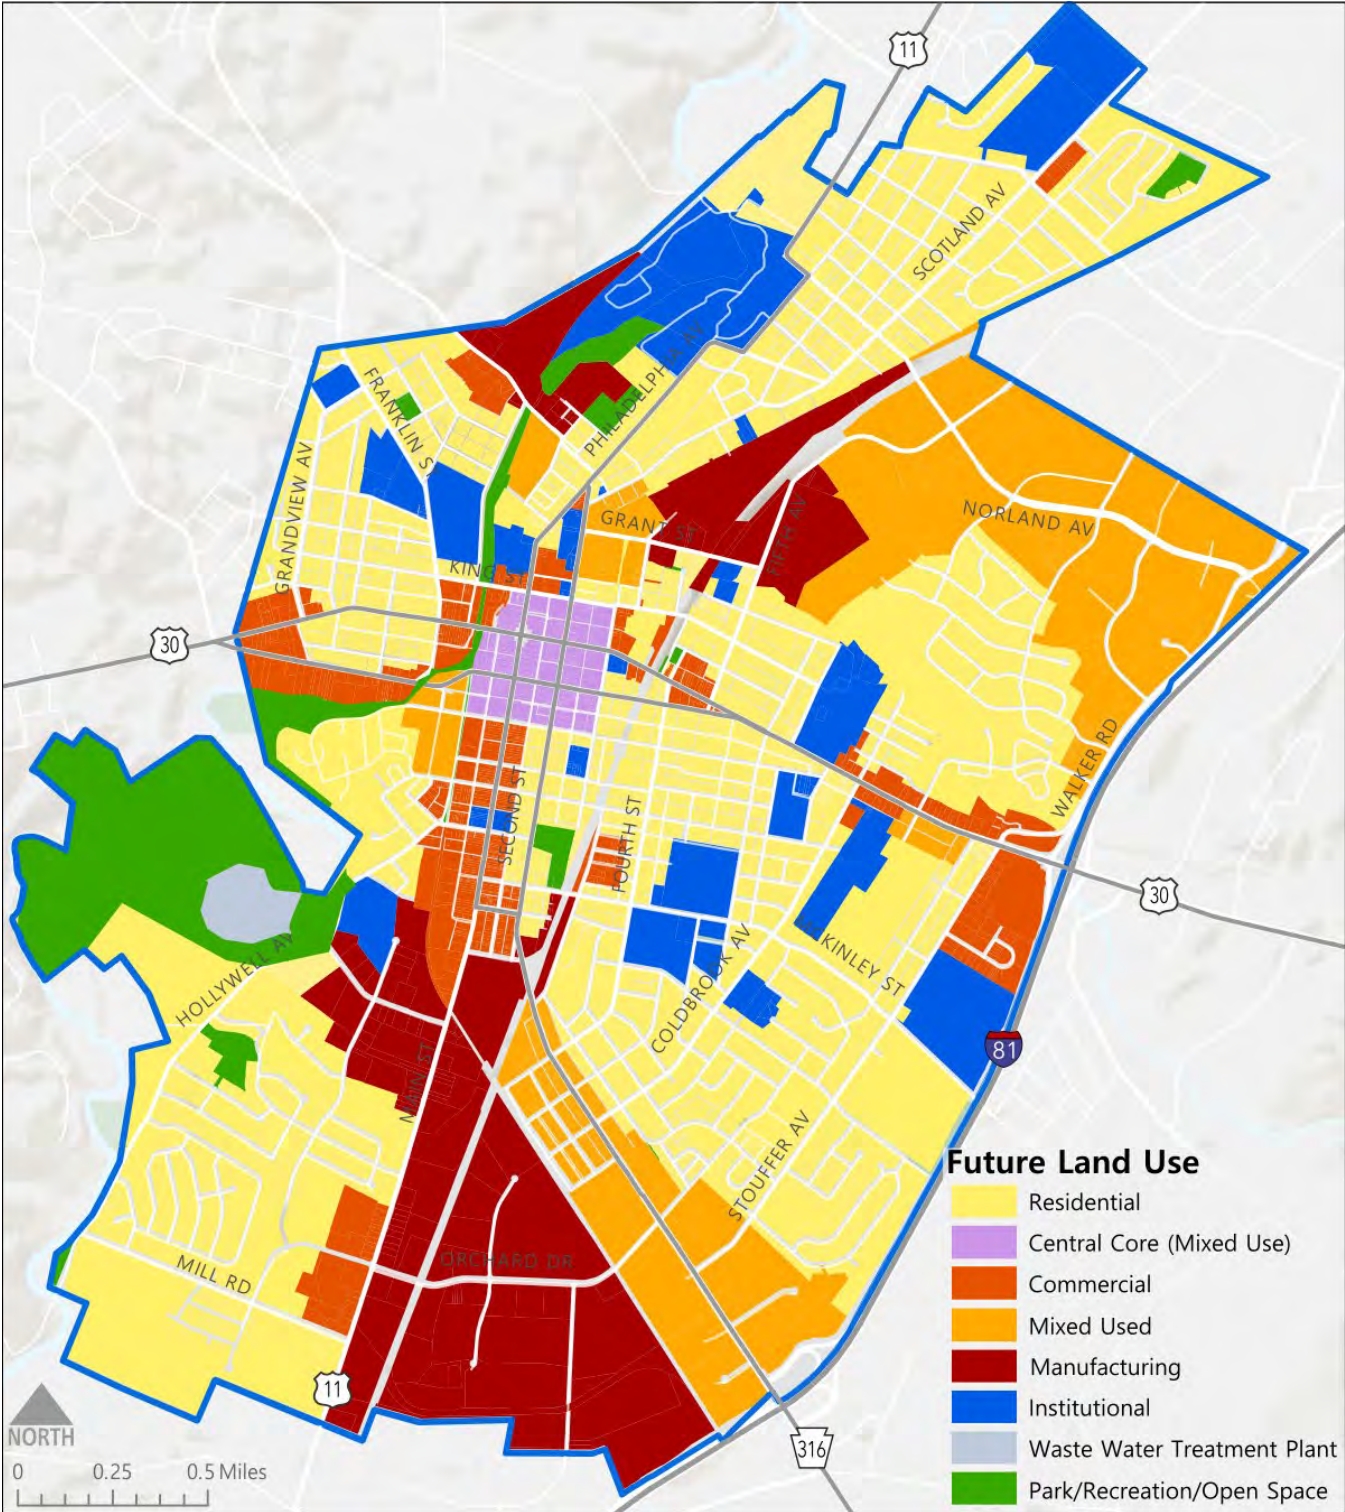 11
SCOTLAND AV
PHILADELPHIA AV
FRANKLIN S
GRANDVIEW AV
GRANT ST
FIFTH AV
NORLAND AV
KING ST
30
WALKER RD
SECOND ST
FOURTH ST
30
KINLEY ST
COLDBROOK AV
HOLLYWELL AV
81
MAIN ST
STOUFFER AV
ORCHARD DR
MILL RD
11
316
NORTH
0 0.25 0.5 Miles
Future Land Use
Residential
Central Core (Mixed Use)
Commercial
Mixed Used
Manufacturing
Institutional
Waste Water Treatment Plant
Park/Recreation/Open Space